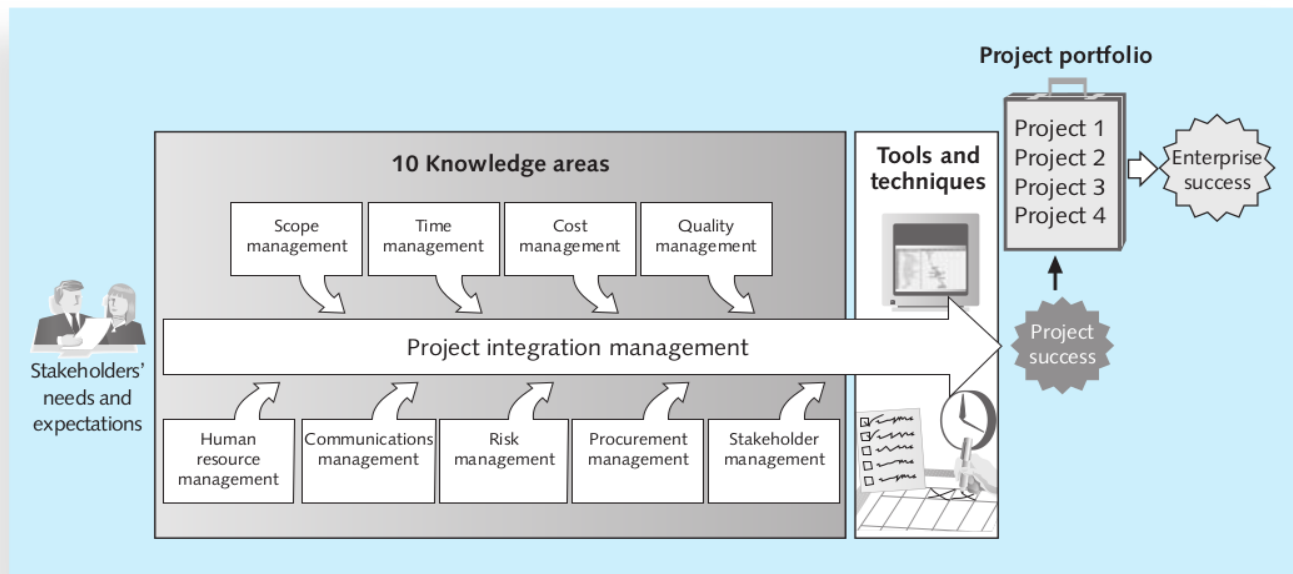 Project portfolio
Project 1
Project 2
Project 3
Project 4
Enterprise
success
10 Knowledge areas
Tools and
techniques
Scope
management
Time
management
Cost
management
Quality
management
Project integration management
Project
success
Stakeholders’
needs and
expectations
Human
resource
management
Communications
management
Risk
management
Procurement
management
Stakeholder
management